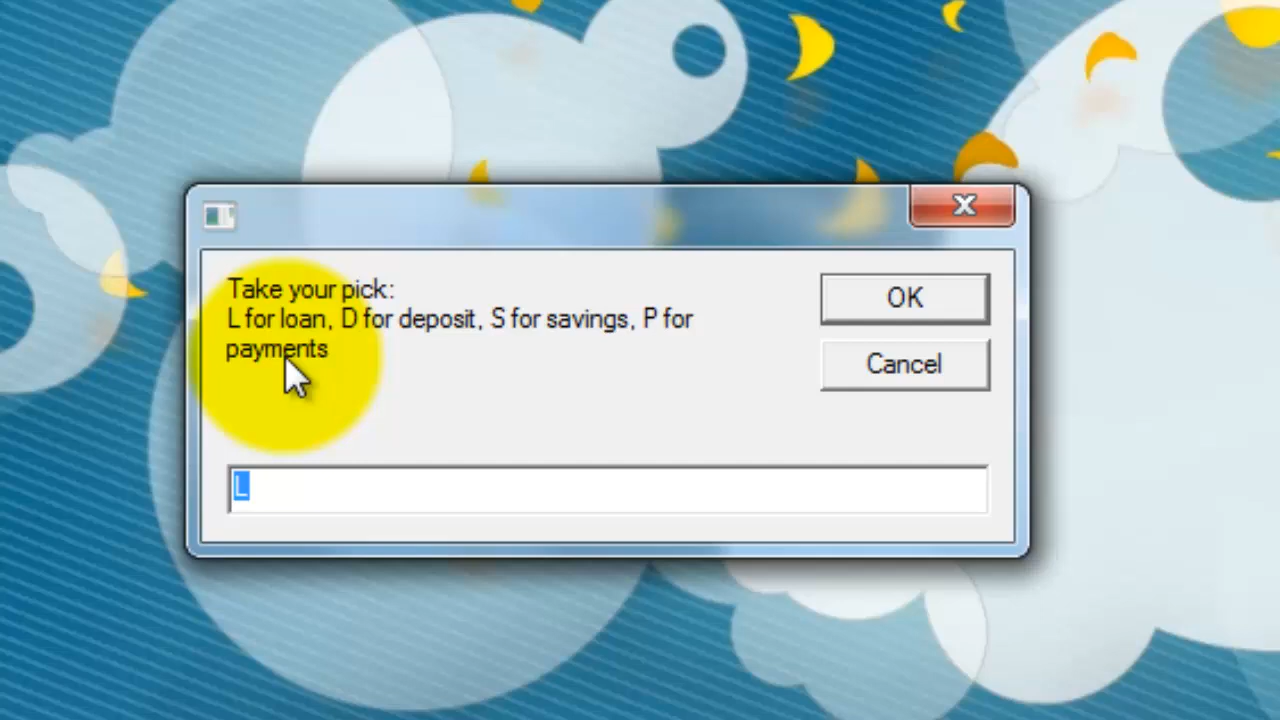 Take your pick:
L for loan, D for deposit, S for savings, P for
payments
OK
Cancel
L